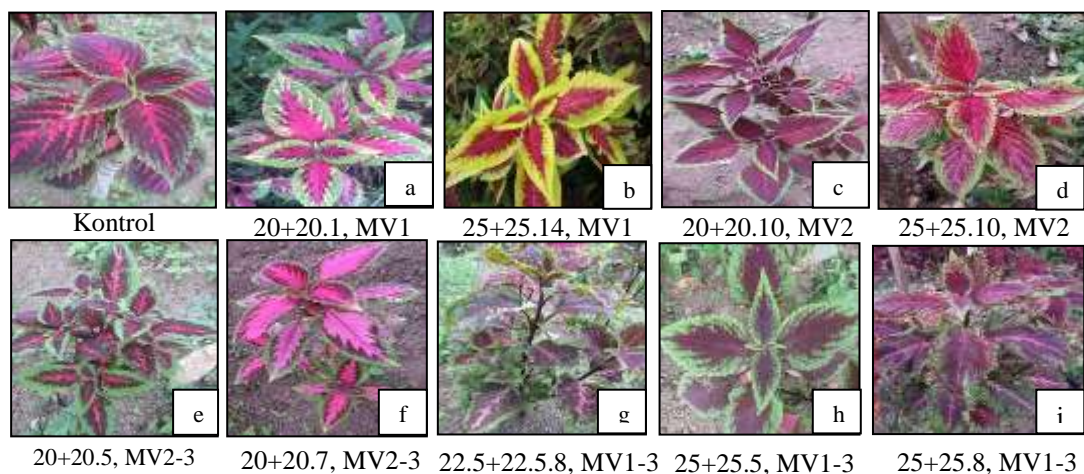 a
b
c
d
Kontrol
20+20.1, MV1
25+25.14, MV1
20+20.10, MV2
25+25.10, MV2
e
f
g
h
i
20+20.5, MV2-3
20+20.7, MV2-3
22.5+22.5.8, MV1-3
25+25.5, MV1-3
25+25.8, MV1-3